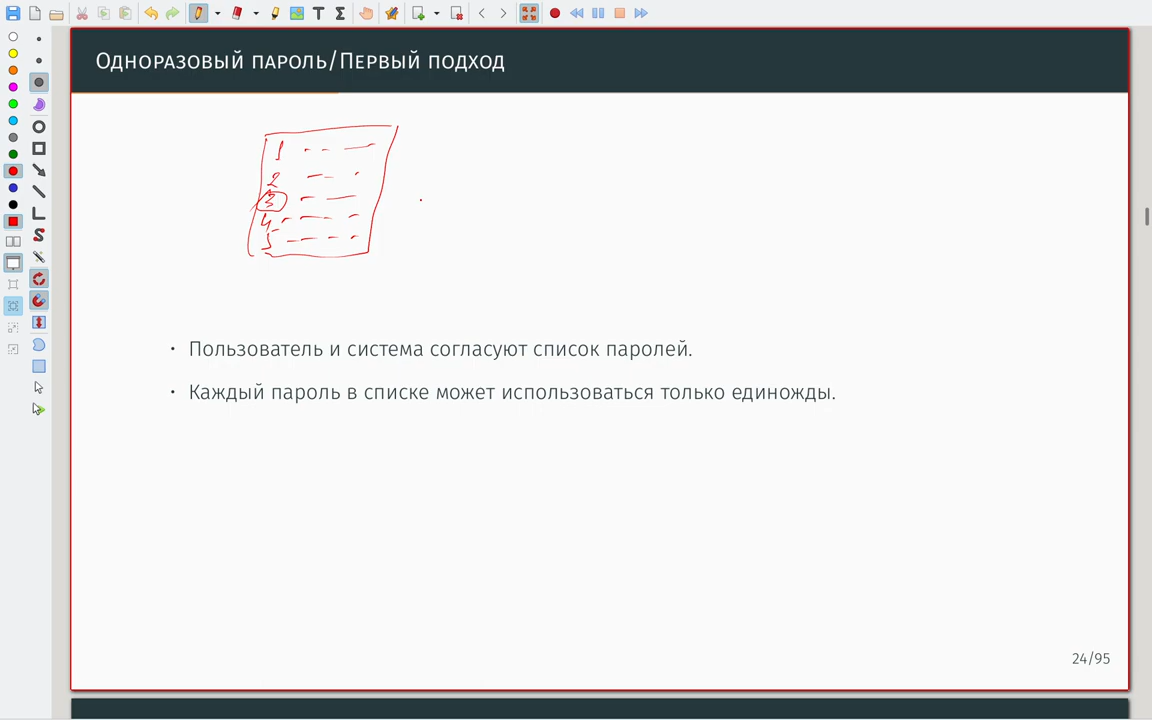 Одноразовый пароль/Первый подход
1
2
3
4
5
• Пользователь и система согласуют список паролей.
• Каждый пароль в списке может использоваться только единожды.
24/95